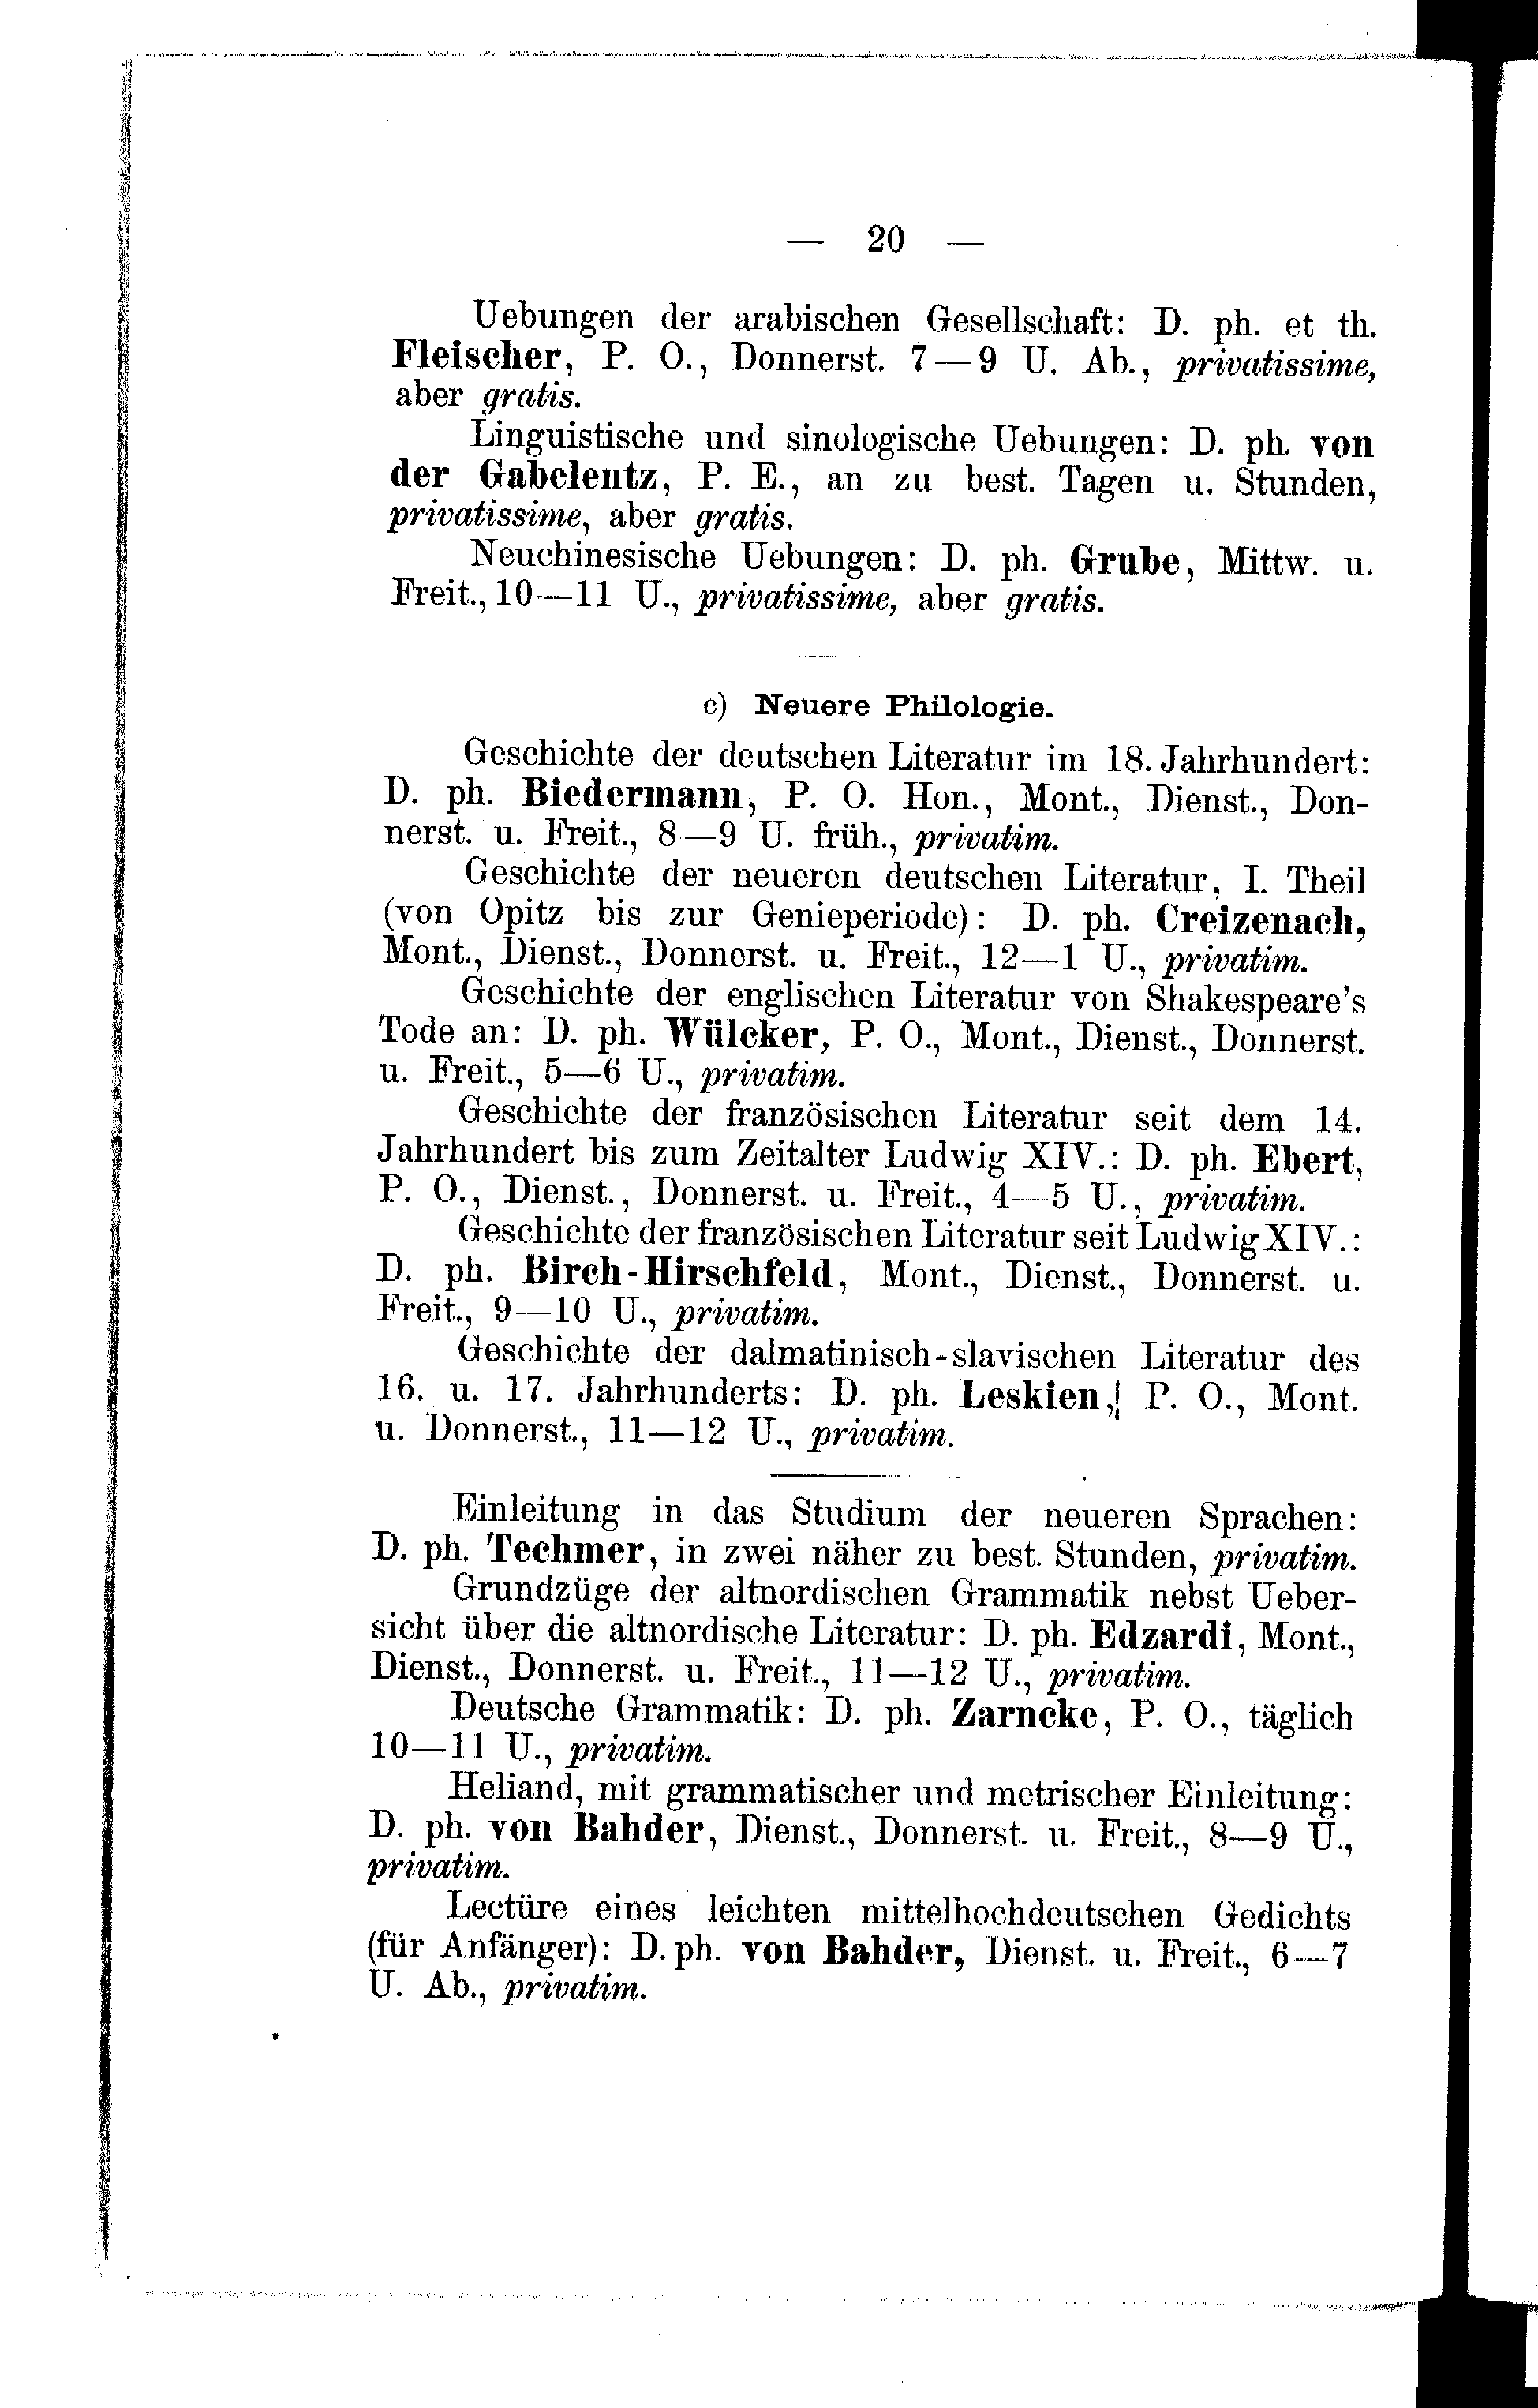 — 20 —
Uebungen der arabischen Gesellschaft: D. ph. et th.
Fleischer, P. O., Donnerst. 7—9 U. Ab., privatissime,
aber gratis.
Linguistische und sinologische Uebungen: D. ph. von
der Gabelentz, P. E., an zu best. Tagen u. Stunden,
privatissime, aber gratis.
Neuchinesische Uebungen: D. ph. Grube, Mittw. u.
Freit., 10—11 U., privatissime, aber gratis.
c) Neuere Philologie.
Geschichte der deutschen Literatur im 18. Jahrhundert:
D. ph. Biedermann, P. O. Hon., Mont., Dienst., Don-
nerst. u. Freit., 8—9 U. früh., privatim.
Geschichte der neueren deutschen Literatur, I. Theil
(von Opitz bis zur Genieperiode): D. ph. Creizenach,
Mont., Dienst., Donnerst. u. Freit., 12—1 U., privatim.
Geschichte der englischen Literatur von Shakespeare's
Tode an: D. ph. Wülcker, P. O., Mont., Dienst., Donnerst.
u. Freit., 5—6 U., privatim.
Geschichte der französischen Literatur seit dem 14.
Jahrhundert bis zum Zeitalter Ludwig XIV.: D. ph. Ebert,
P. O., Dienst., Donnerst. u. Freit., 4—5 U., privatim.
Geschichte der französischen Literatur seit Ludwig XIV.:
D. ph. Birch-Hirschfeld, Mont., Dienst., Donnerst. u.
Freit., 9—10 U., privatim.
Geschichte der dalmatinisch-slavischen Literatur des
16. u. 17. Jahrhunderts: D. ph. Leskien, P. O., Mont.
u. Donnerst., 11—12 U., privatim.
Einleitung in das Studium der neueren Sprachen:
D. ph. Techmer, in zwei näher zu best. Stunden, privatim.
Grundzüge der altnordischen Grammatik nebst Ueber-
sicht über die altnordische Literatur: D. ph. Edzardi, Mont.,
Dienst., Donnerst. u. Freit., 11—12 U., privatim.
Deutsche Grammatik: D. ph. Zarncke, P. O., täglich
10—11 U., privatim.
Heliand, mit grammatischer und metrischer Einleitung:
D. ph. von Bahder, Dienst., Donnerst. u. Freit., 8—9 U.,
privatim.
Lectüre eines leichten mittelhochdeutschen Gedichts
(für Anfänger): D. ph. von Bahder, Dienst. u. Freit., 6—7
U. Ab., privatim.